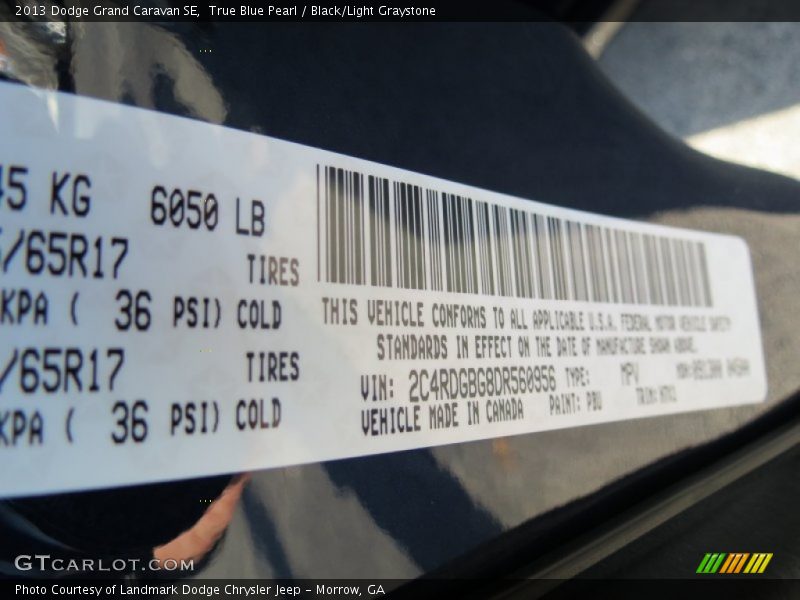 2013 Dodge Grand Caravan SE,  True Blue Pearl / Black/Light Graystone
45 KG 6050 LB
/65R17 TIRES
KPA ( 36 PSI) COLD
/65R17 TIRES
KPA ( 36 PSI) COLD
THIS VEHICLE CONFORMS TO ALL APPLICABLE U.S.A. FEDERAL MOTOR VEHICLE SAFETY
STANDARDS IN EFFECT ON THE DATE OF MANUFACTURE SHOWN ABOVE.
VIN: 2C4RDGBG8DR560956 TYPE: MPV
VEHICLE MADE IN CANADA PAINT: PBU TRIM:
GTCARLOT.COM
Photo Courtesy of Landmark Dodge Chrysler Jeep – Morrow, GA